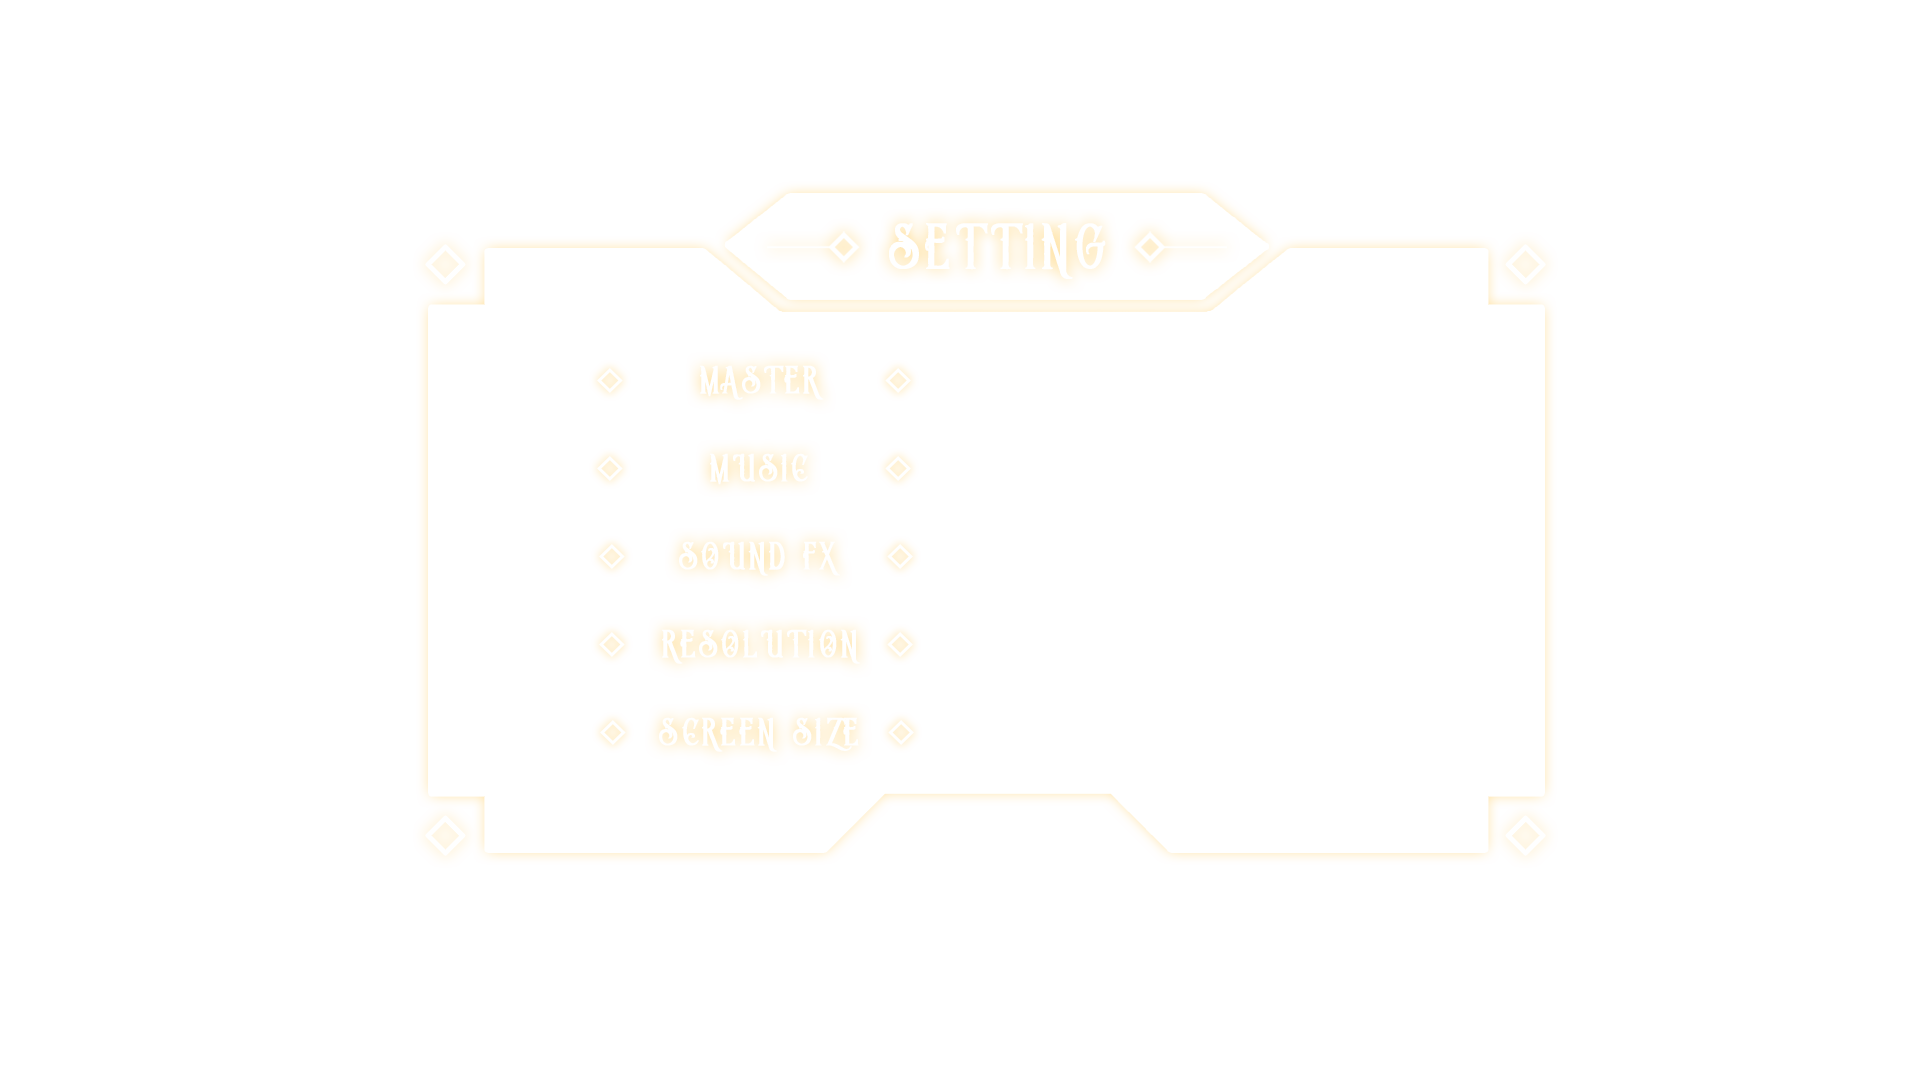 SETTING
MASTER
MUSIC
SOUND FX
RESOLUTION
SCREEN SIZE